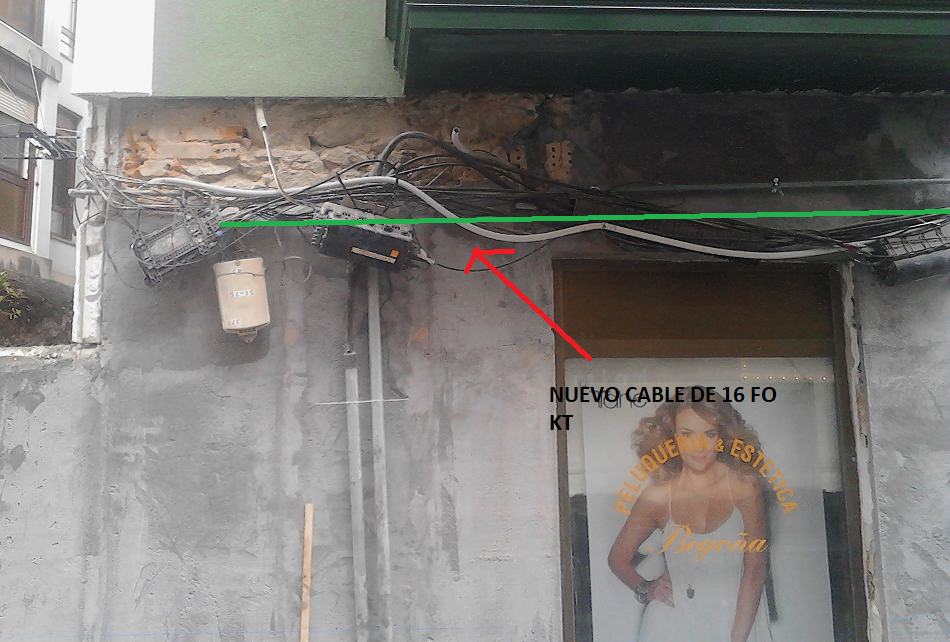 NUEVO CABLE DE 16 FO
KT
PELUQUERIA & ESTETICA
Begoña